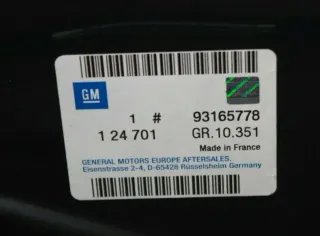 GM
1 # 93165778
1 24 701 GR.10.351
Made in France
GENERAL MOTORS EUROPE AFTERSALES.
Eisenstrasse 2-4, D-65428 Rüsselsheim Germany